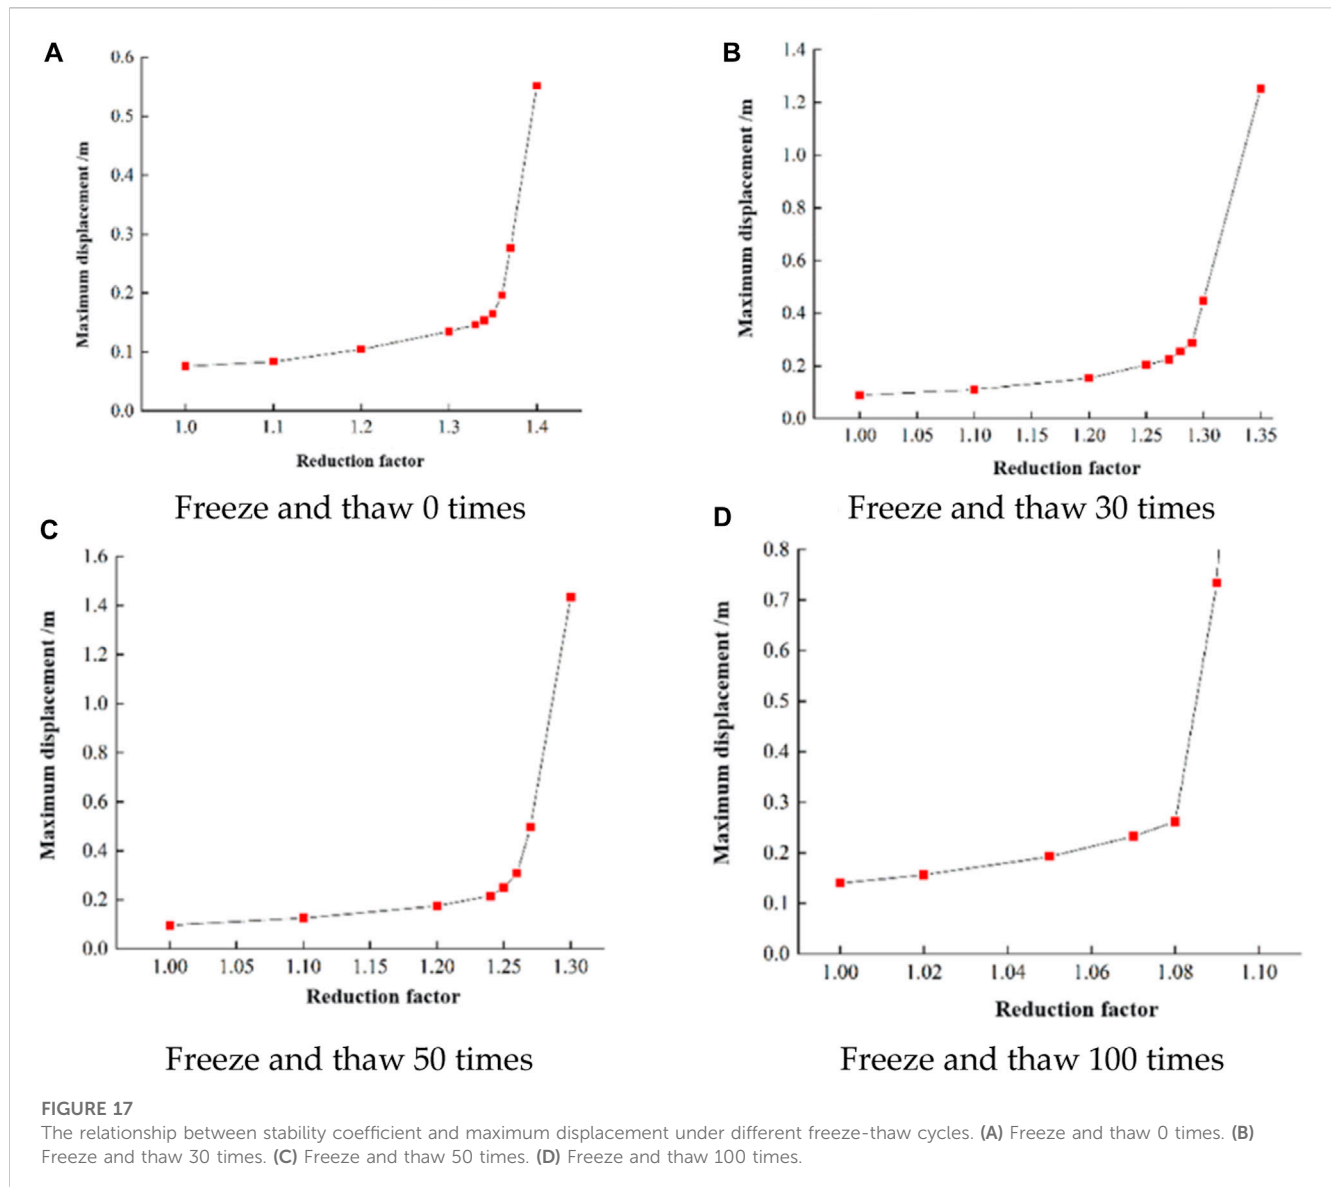 A
0.6
0.5
0.4
0.3
0.2
0.1
0.0
Maximum displacement /m
1.0 1.1 1.2 1.3 1.4
Reduction factor
Freeze and thaw 0 times
B
1.4
1.2
1.0
0.8
0.6
0.4
0.2
0.0
Maximum displacement /m
1.00 1.05 1.10 1.15 1.20 1.25 1.30 1.35
Reduction factor
Freeze and thaw 30 times
C
1.6
1.4
1.2
1.0
0.8
0.6
0.4
0.2
0.0
Maximum displacement /m
1.00 1.05 1.10 1.15 1.20 1.25 1.30
Reduction factor
Freeze and thaw 50 times
D
0.8
0.7
0.6
0.5
0.4
0.3
0.2
0.1
0.0
Maximum displacement /m
1.00 1.02 1.04 1.06 1.08 1.10
Reduction factor
Freeze and thaw 100 times
FIGURE 17
The relationship between stability coefficient and maximum displacement under different freeze-thaw cycles. (A) Freeze and thaw 0 times. (B)
Freeze and thaw 30 times. (C) Freeze and thaw 50 times. (D) Freeze and thaw 100 times.